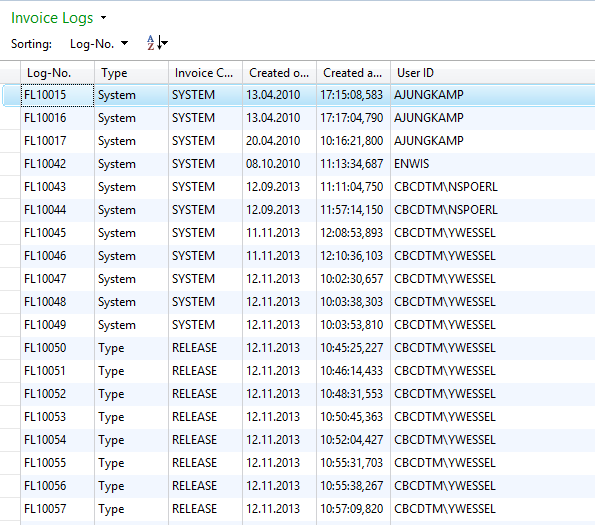 Invoice Logs
Sorting: Log-No.
Log-No. Type Invoice C... Created o... Created a... User ID
FL10015 System SYSTEM 13.04.2010 17:15:08,583 AJUNGKAMP
FL10016 System SYSTEM 13.04.2010 17:17:04,790 AJUNGKAMP
FL10017 System SYSTEM 20.04.2010 10:16:21,800 AJUNGKAMP
FL10042 System SYSTEM 08.10.2010 11:13:34,687 ENWIS
FL10043 System SYSTEM 12.09.2013 11:11:04,750 CBCDTM\NSPOERL
FL10044 System SYSTEM 12.09.2013 11:57:14,150 CBCDTM\NSPOERL
FL10045 System SYSTEM 11.11.2013 12:08:53,893 CBCDTM\YWESSEL
FL10046 System SYSTEM 11.11.2013 12:10:36,103 CBCDTM\YWESSEL
FL10047 System SYSTEM 12.11.2013 10:02:30,657 CBCDTM\YWESSEL
FL10048 System SYSTEM 12.11.2013 10:03:38,303 CBCDTM\YWESSEL
FL10049 System SYSTEM 12.11.2013 10:03:53,810 CBCDTM\YWESSEL
FL10050 Type RELEASE 12.11.2013 10:45:25,227 CBCDTM\YWESSEL
FL10051 Type RELEASE 12.11.2013 10:46:14,433 CBCDTM\YWESSEL
FL10052 Type RELEASE 12.11.2013 10:48:31,553 CBCDTM\YWESSEL
FL10053 Type RELEASE 12.11.2013 10:50:45,363 CBCDTM\YWESSEL
FL10054 Type RELEASE 12.11.2013 10:52:04,427 CBCDTM\YWESSEL
FL10055 Type RELEASE 12.11.2013 10:55:31,703 CBCDTM\YWESSEL
FL10056 Type RELEASE 12.11.2013 10:55:38,267 CBCDTM\YWESSEL
FL10057 Type RELEASE 12.11.2013 10:57:09,820 CBCDTM\YWESSEL